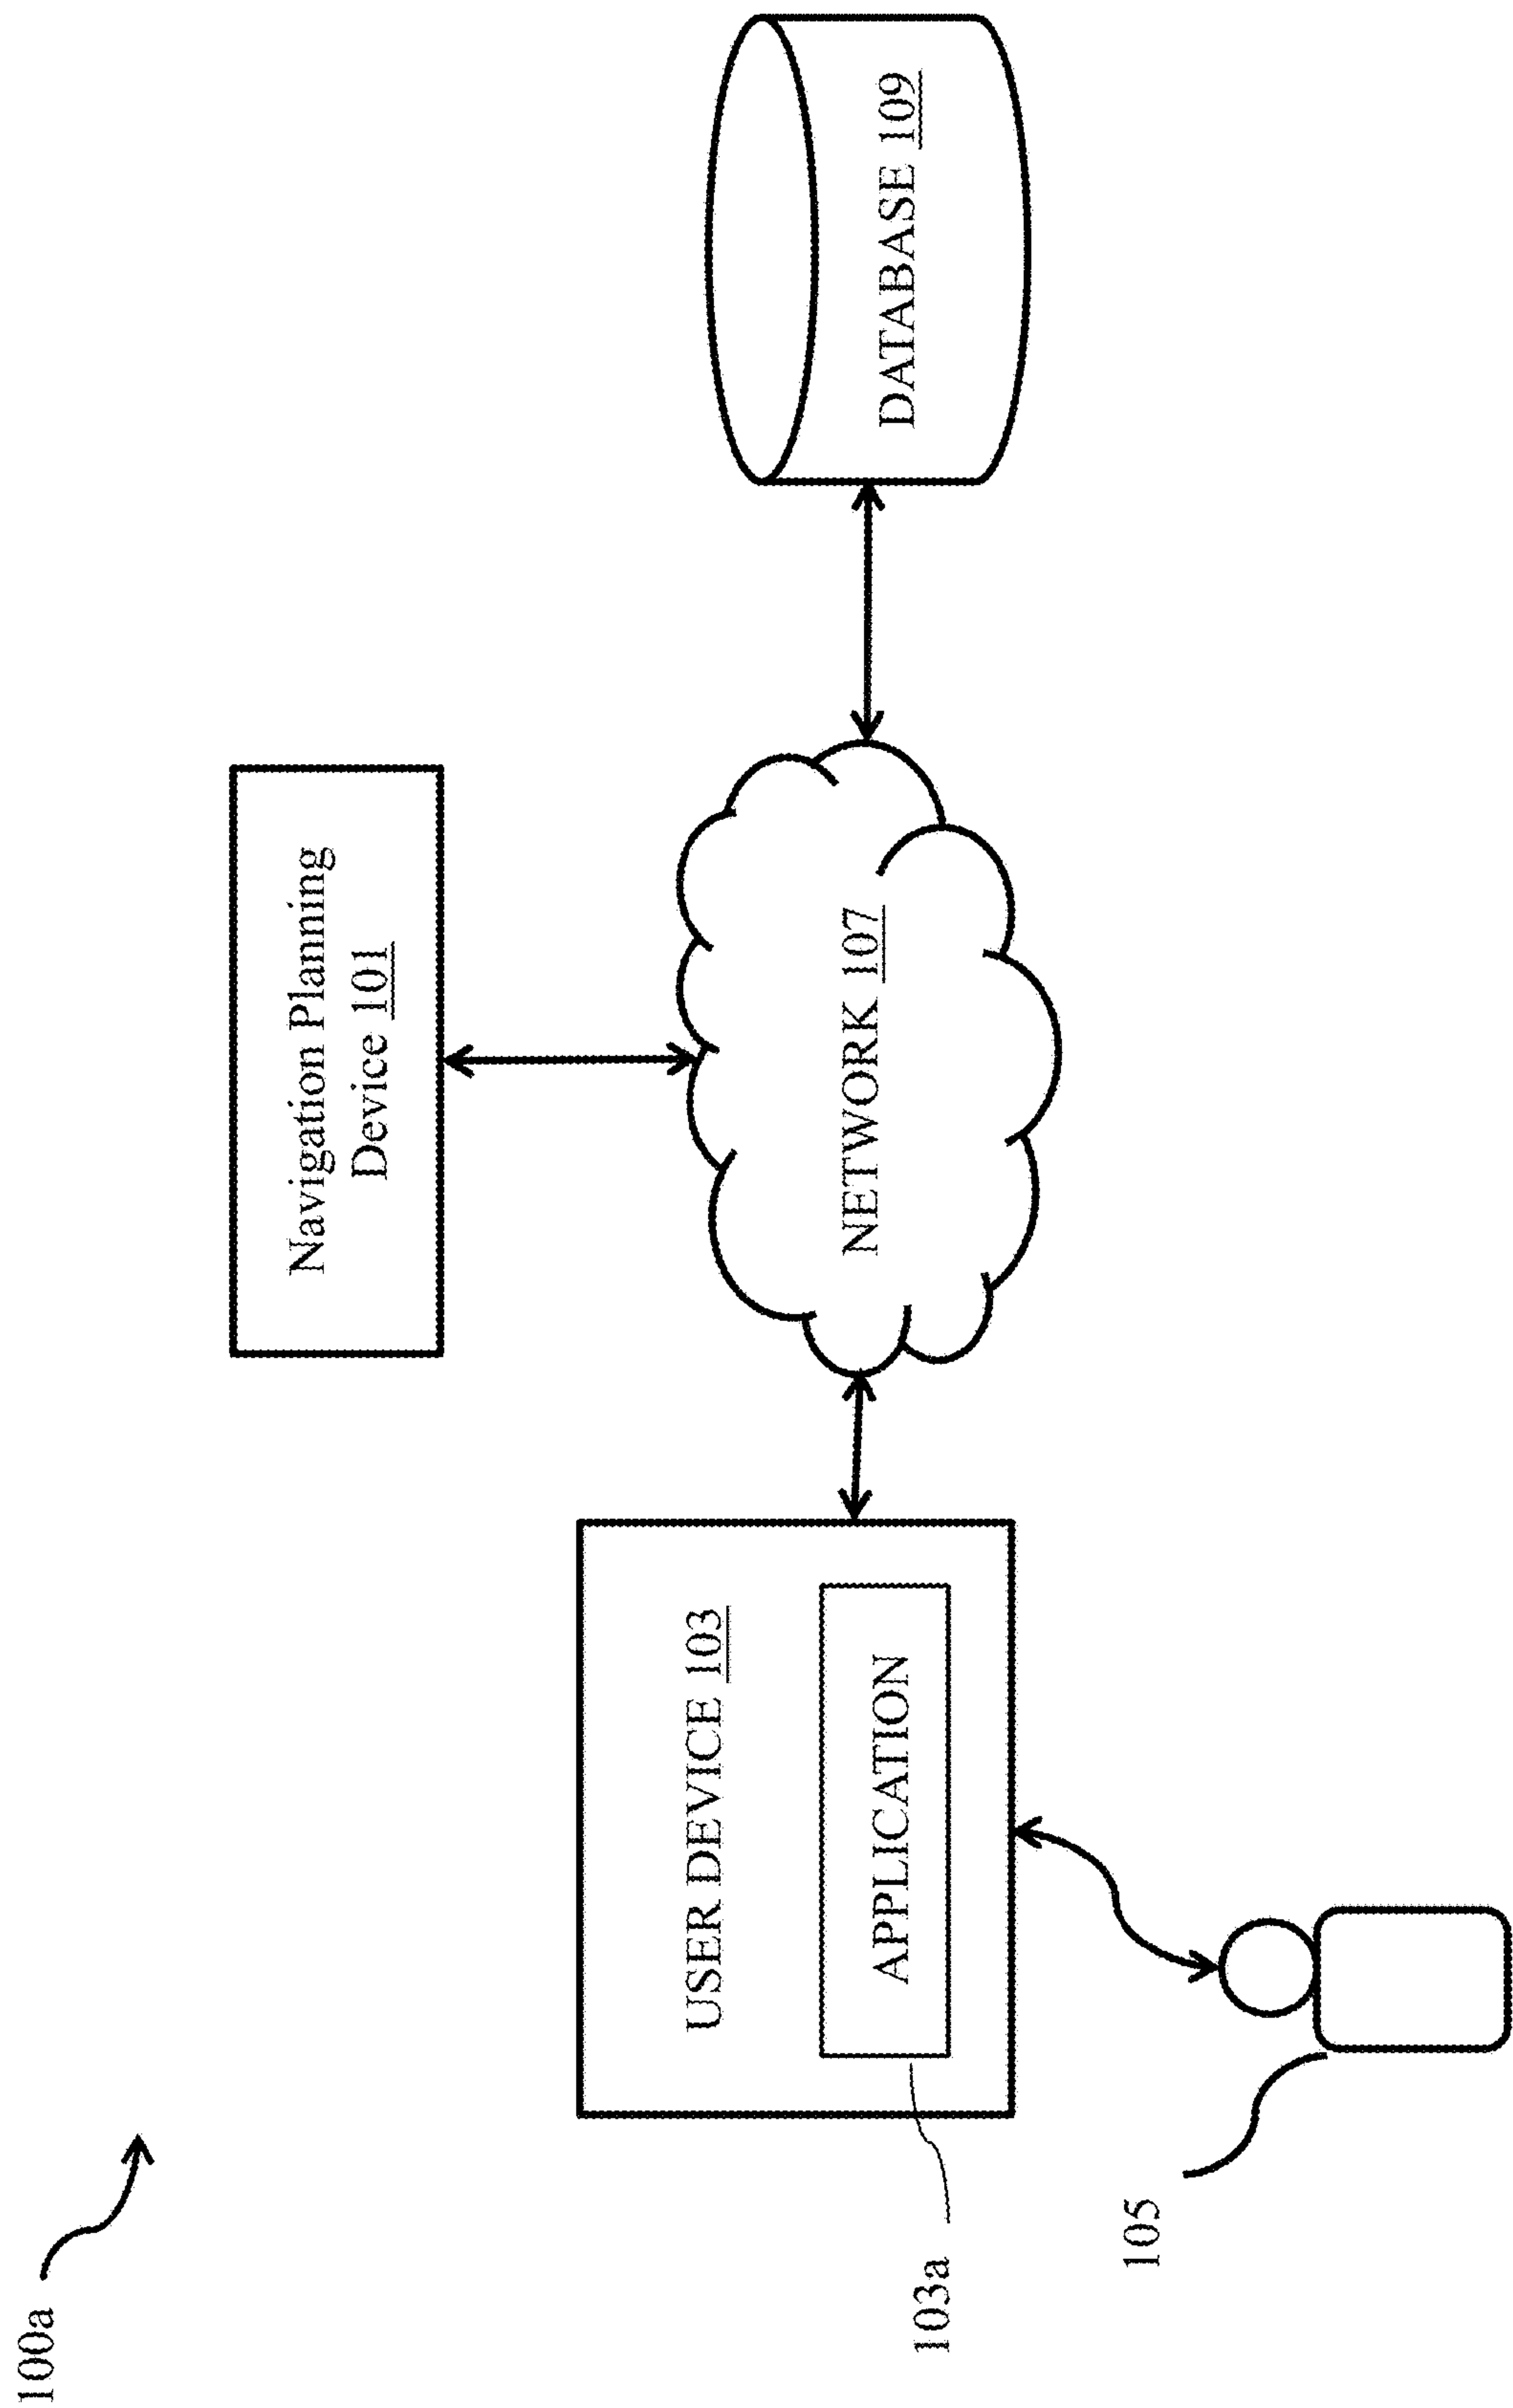 100a
Navigation Planning
Device 101
USER DEVICE 103
APPLICATION
NETWORK 107
DATABASE 109
103a
105